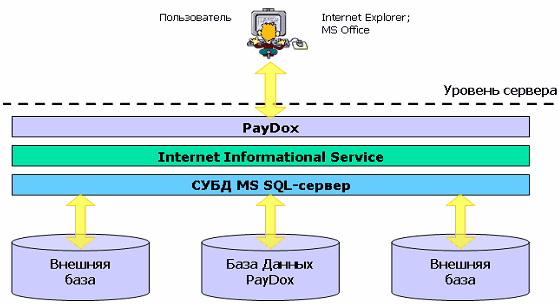 Пользователь
Internet Explorer;
MS Office
Уровень сервера
PayDox
Internet Informational Service
СУБД MS SQL-сервер
Внешняя
база
База Данных
PayDox
Внешняя
база